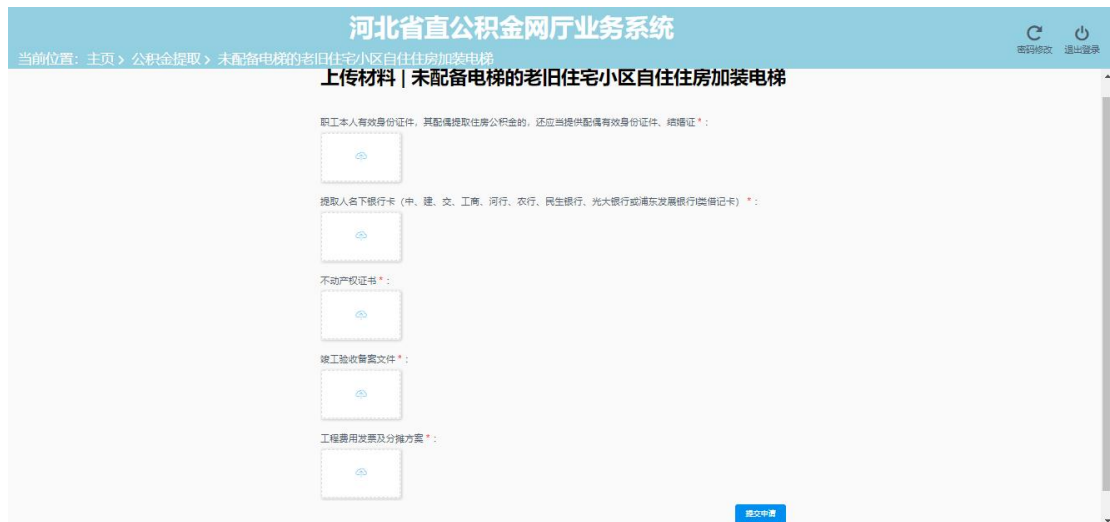 河北省直公积金网厅业务系统
密码修改 退出登录
当前位置：主页 > 公积金提取 > 未配备电梯的老旧住宅小区自住住房加装电梯
上传材料 | 未配备电梯的老旧住宅小区自住住房加装电梯
职工本人有效身份证件，其配偶提取住房公积金的，还应当提供配偶有效身份证件、结婚证 * ：
提取人名下银行卡（中、建、交、工商、河行、农行、民生银行、光大银行或浦东发展银行I类借记卡） * ：
不动产权证书 * ：
竣工验收备案文件 * ：
工程费用发票及分摊方案 * ：
提交申请